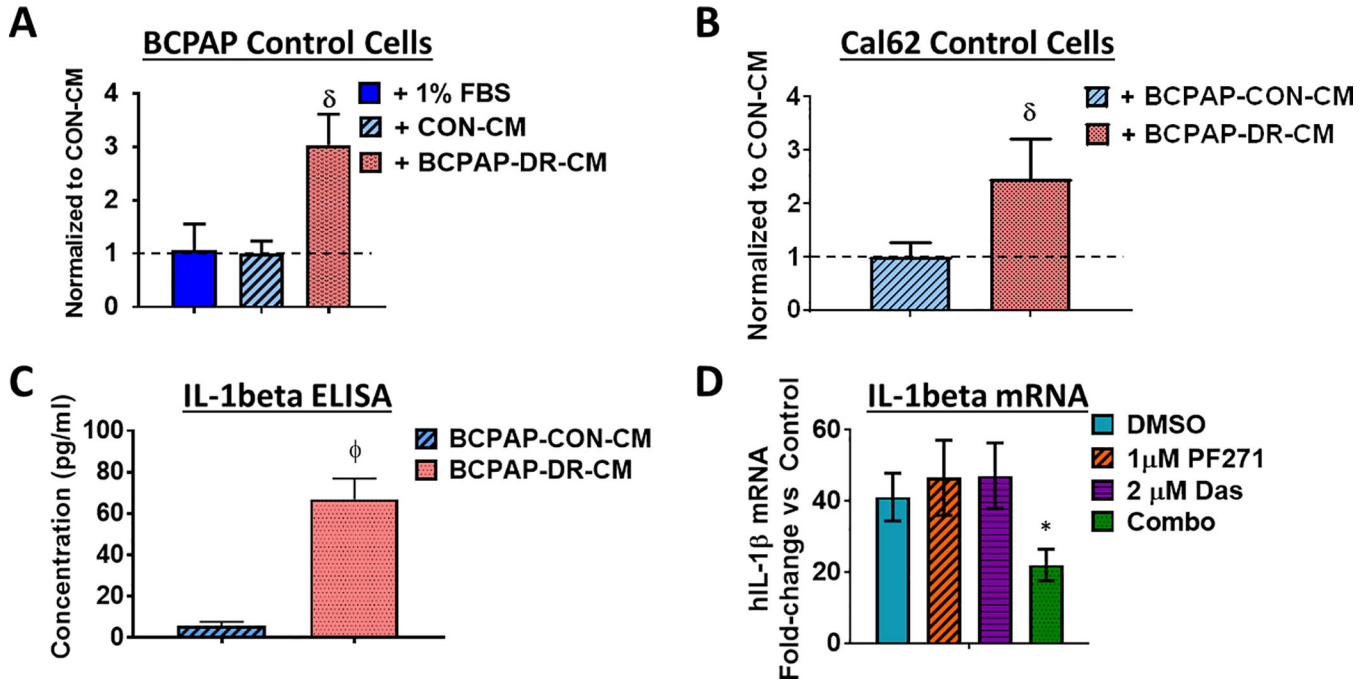 A
BCPAP Control Cells
Normalized to CON-CM
4
3
2
1
0
δ
+ 1% FBS
+ CON-CM
+ BCPAP-DR-CM
B
Cal62 Control Cells
Normalized to CON-CM
4
3
2
1
0
δ
+ BCPAP-CON-CM
+ BCPAP-DR-CM
C
IL-1beta ELISA
Concentration (pg/ml)
100
80
60
40
20
0
ϕ
BCPAP-CON-CM
BCPAP-DR-CM
D
IL-1beta mRNA
hIL-1β mRNA
Fold-change vs Control
60
40
20
0
*
DMSO
1μM PF271
2 μM Das
Combo